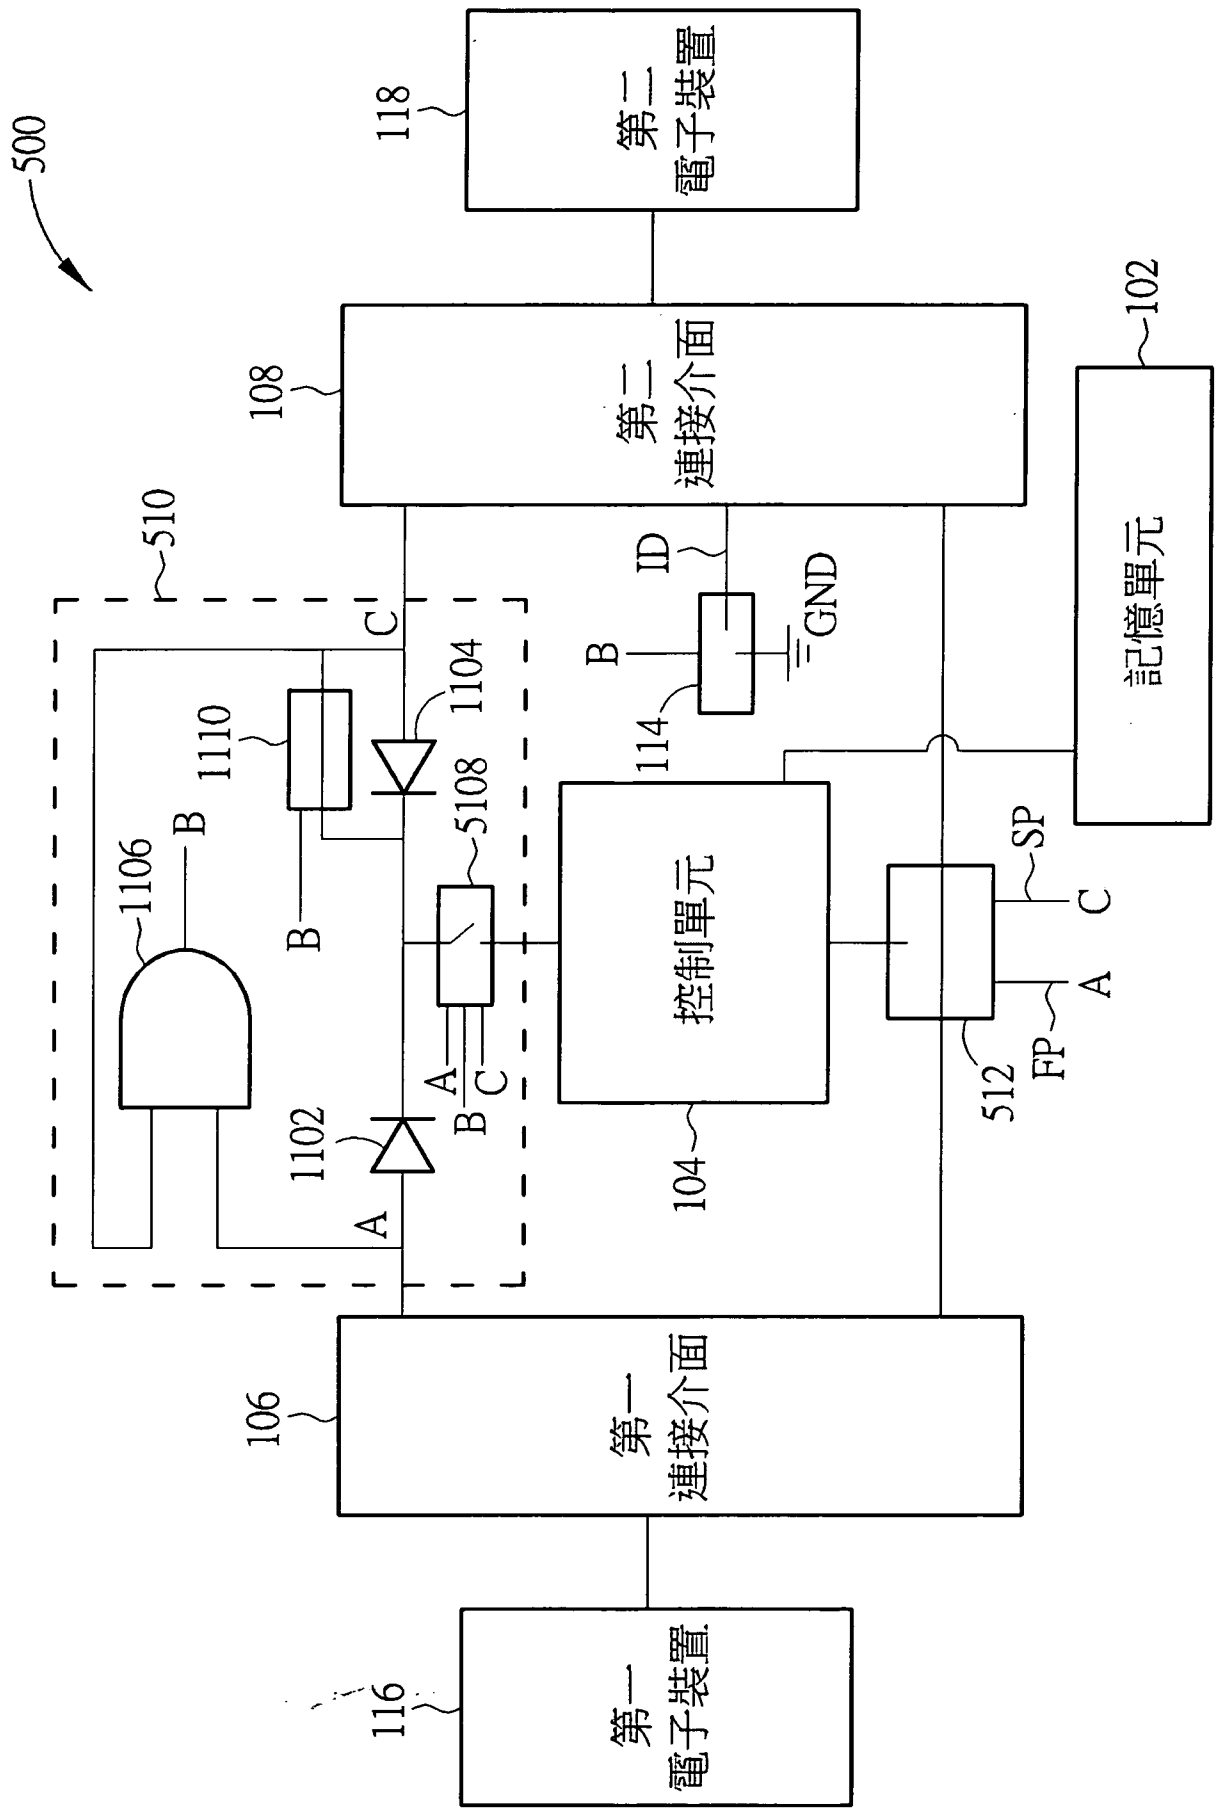 500
510
1106
B
1110
B
A
C
1102
1104
A
B
C
5108
116
第一
電子裝置
106
第一
連接介面
104
控制單元
114
B
ID
GND
108
第二
連接介面
118
第二
電子裝置
512
FP
A
SP
C
102
記憶單元